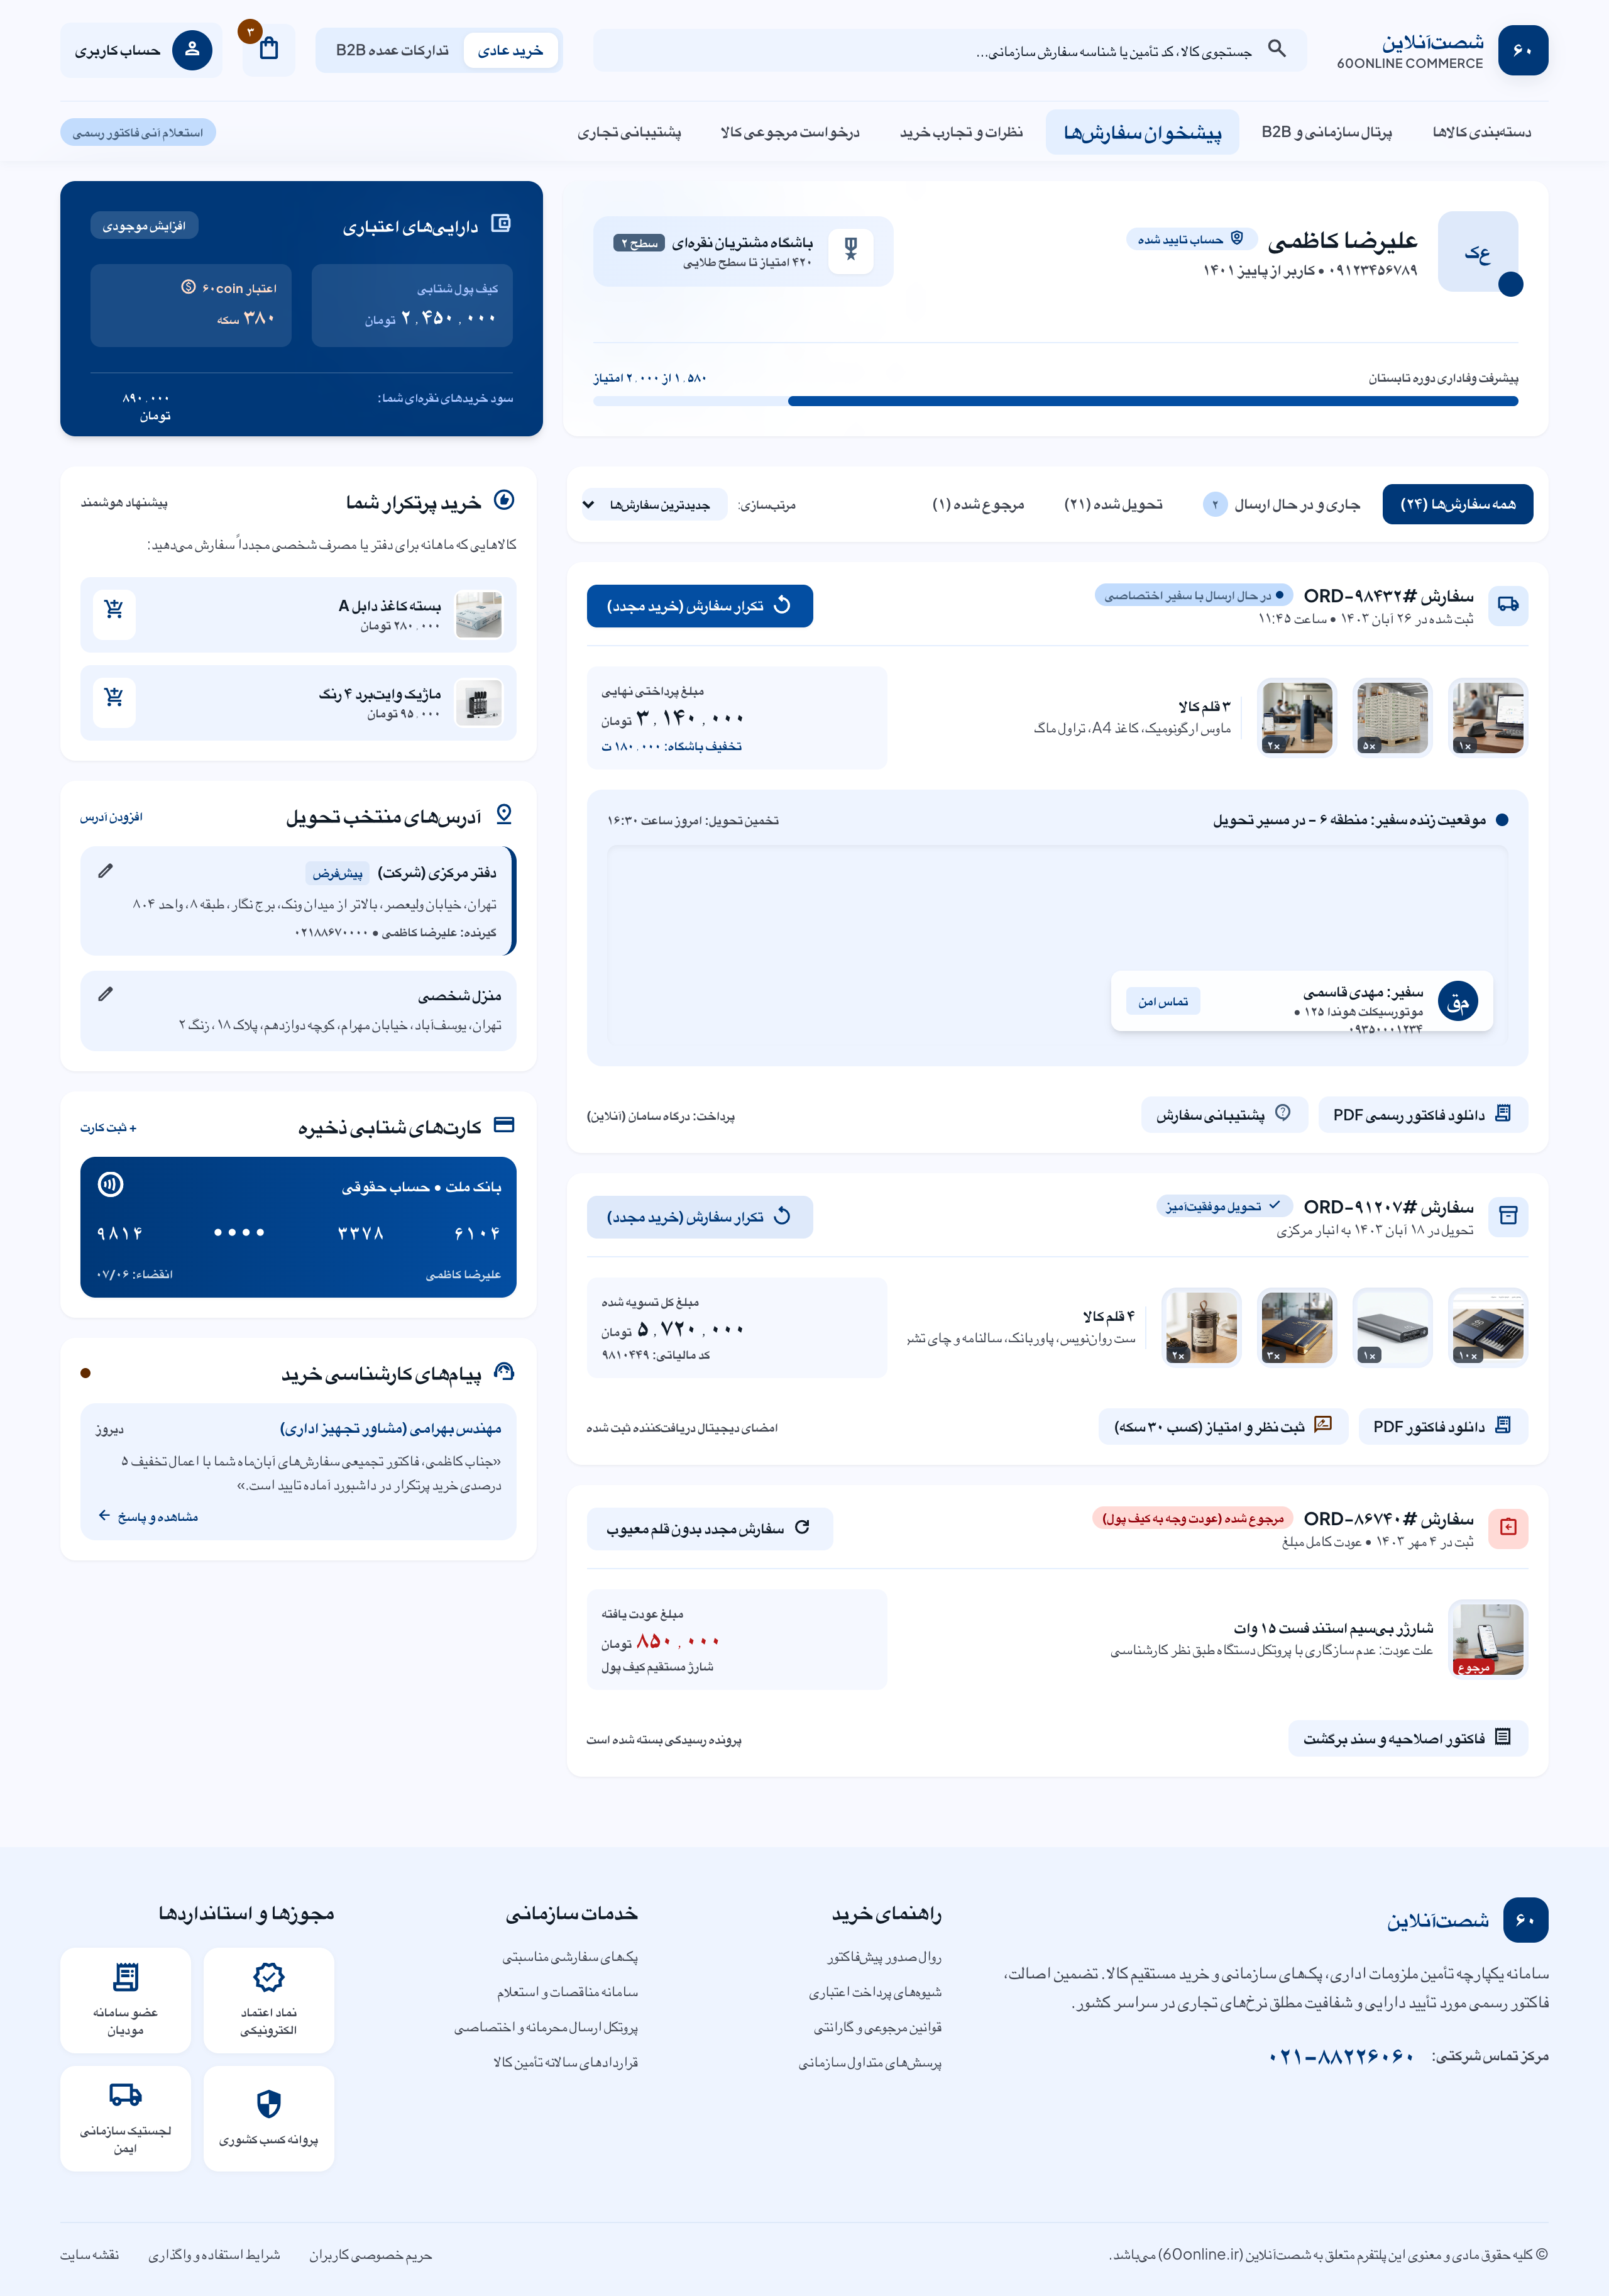 ۶۰
شصت‌آنلاین
60ONLINE COMMERCE
جستجوی کالا، کد تأمین یا شناسه سفارش سازمانی...
خرید عادی
تدارکات عمده B2B
۳
حساب کاربری
دسته‌بندی کالاها
پرتال سازمانی و B2B
پیشخوان سفارش‌ها
نظرات و تجارب خرید
درخواست مرجوعی کالا
پشتیبانی تجاری
استعلام آنی فاکتور رسمی
ع‌ک
علیرضا کاظمی
حساب تایید شده
۰۹۱۲۳۴۵۶۷۸۹ • کاربر از پاییز ۱۴۰۱
باشگاه مشتریان نقره‌ای
سطح ۲
۴۲۰ امتیاز تا سطح طلایی
پیشرفت وفاداری دوره تابستان
۱,۵۸۰ از ۲,۰۰۰ امتیاز
دارایی‌های اعتباری
افزایش موجودی
کیف پول شتابی
۲,۴۵۰,۰۰۰ تومان
اعتبار ۶۰coin
۳۸۰ سکه
سود خریدهای نقره‌ای شما:
۸۹۰,۰۰۰
تومان
همه سفارش‌ها (۲۴)
جاری و در حال ارسال
۲
تحویل شده (۲۱)
مرجوع شده (۱)
مرتب‌سازی:
جدیدترین سفارش‌ها
سفارش #ORD-۹۸۴۳۲
در حال ارسال با سفیر اختصاصی
ثبت شده در ۲۶ آبان ۱۴۰۳ • ساعت ۱۱:۴۵
تکرار سفارش (خرید مجدد)
×۱
×۵
×۲
۳ قلم کالا
ماوس ارگونومیک، کاغذ A4، تراول ماگ
مبلغ پرداختی نهایی
۳,۱۴۰,۰۰۰ تومان
تخفیف باشگاه: ۱۸۰,۰۰۰ ت
موقعیت زنده سفیر: منطقه ۶ - در مسیر تحویل
تخمین تحویل: امروز ساعت ۱۶:۳۰
م‌ق
سفیر: مهدی قاسمی
موتورسیکلت هوندا ۱۲۵ •
۰۹۳۵۰۰۰۱۲۳۴
تماس امن
دانلود فاکتور رسمی PDF
پشتیبانی سفارش
پرداخت: درگاه سامان (آنلاین)
سفارش #ORD-۹۱۲۰۷
تحویل موفقیت‌آمیز
تحویل در ۱۸ آبان ۱۴۰۳ به انبار مرکزی
تکرار سفارش (خرید مجدد)
×۱۰
×۱
×۳
×۲
۴ قلم کالا
ست روان‌نویس، پاوربانک، سالنامه و چای تشر
مبلغ کل تسویه شده
۵,۷۲۰,۰۰۰ تومان
کد مالیاتی: ۹۸۱۰۴۴۹
دانلود فاکتور PDF
ثبت نظر و امتیاز (کسب ۳۰ سکه)
امضای دیجیتال دریافت‌کننده ثبت شده
سفارش #ORD-۸۶۷۴۰
مرجوع شده (عودت وجه به کیف پول)
ثبت در ۴ مهر ۱۴۰۳ • عودت کامل مبلغ
سفارش مجدد بدون قلم معیوب
مرجوع
شارژر بی‌سیم استند فست ۱۵ وات
علت عودت: عدم سازگاری با پروتکل دستگاه طبق نظر کارشناسی
مبلغ عودت یافته
۸۵۰,۰۰۰ تومان
شارژ مستقیم کیف پول
فاکتور اصلاحیه و سند برگشت
پرونده رسیدگی بسته شده است
خرید پرتکرار شما
پیشنهاد هوشمند
کالاهایی که ماهانه برای دفتر یا مصرف شخصی مجدداً سفارش می‌دهید:
بسته کاغذ دابل A
۲۸۰,۰۰۰ تومان
ماژیک وایت‌برد ۴ رنگ
۹۵,۰۰۰ تومان
آدرس‌های منتخب تحویل
افزودن آدرس
دفتر مرکزی (شرکت)
پیش‌فرض
تهران، خیابان ولیعصر، بالاتر از میدان ونک، برج نگار، طبقه ۸، واحد ۸۰۴
گیرنده: علیرضا کاظمی • ۰۲۱۸۸۶۷۰۰۰۰
منزل شخصی
تهران، یوسف‌آباد، خیابان مهرام، کوچه دوازدهم، پلاک ۱۸، زنگ ۲
کارت‌های شتابی ذخیره
+ ثبت کارت
بانک ملت • حساب حقوقی
۶۱۰۴
۳۳۷۸
••••
۹۸۱۴
علیرضا کاظمی
انقضاء: ۰۷/۰۶
پیام‌های کارشناسی خرید
مهندس بهرامی (مشاور تجهیز اداری)
دیروز
«جناب کاظمی، فاکتور تجمیعی سفارش‌های آبان‌ماه شما با اعمال تخفیف ۵
درصدی خرید پرتکرار در داشبورد آماده تایید است.»
مشاهده و پاسخ
۶۰
شصت‌آنلاین
سامانه یکپارچه تأمین ملزومات اداری، پک‌های سازمانی و خرید مستقیم کالا. تضمین اصالت،
فاکتور رسمی مورد تأیید دارایی و شفافیت مطلق نرخ‌های تجاری در سراسر کشور.
مرکز تماس شرکتی:
۰۲۱-۸۸۲۲۶۰۶۰
راهنمای خرید
روال صدور پیش‌فاکتور
شیوه‌های پرداخت اعتباری
قوانین مرجوعی و گارانتی
پرسش‌های متداول سازمانی
خدمات سازمانی
پک‌های سفارشی مناسبتی
سامانه مناقصات و استعلام
پروتکل ارسال محرمانه و اختصاصی
قراردادهای سالانه تأمین کالا
مجوزها و استانداردها
نماد اعتماد
الکترونیکی
عضو سامانه
مودیان
پروانه کسب کشوری
لجستیک سازمانی
ایمن
© کلیه حقوق مادی و معنوی این پلتفرم متعلق به شصت‌آنلاین (60online.ir) می‌باشد.
حریم خصوصی کاربران
شرایط استفاده و واگذاری
نقشه سایت